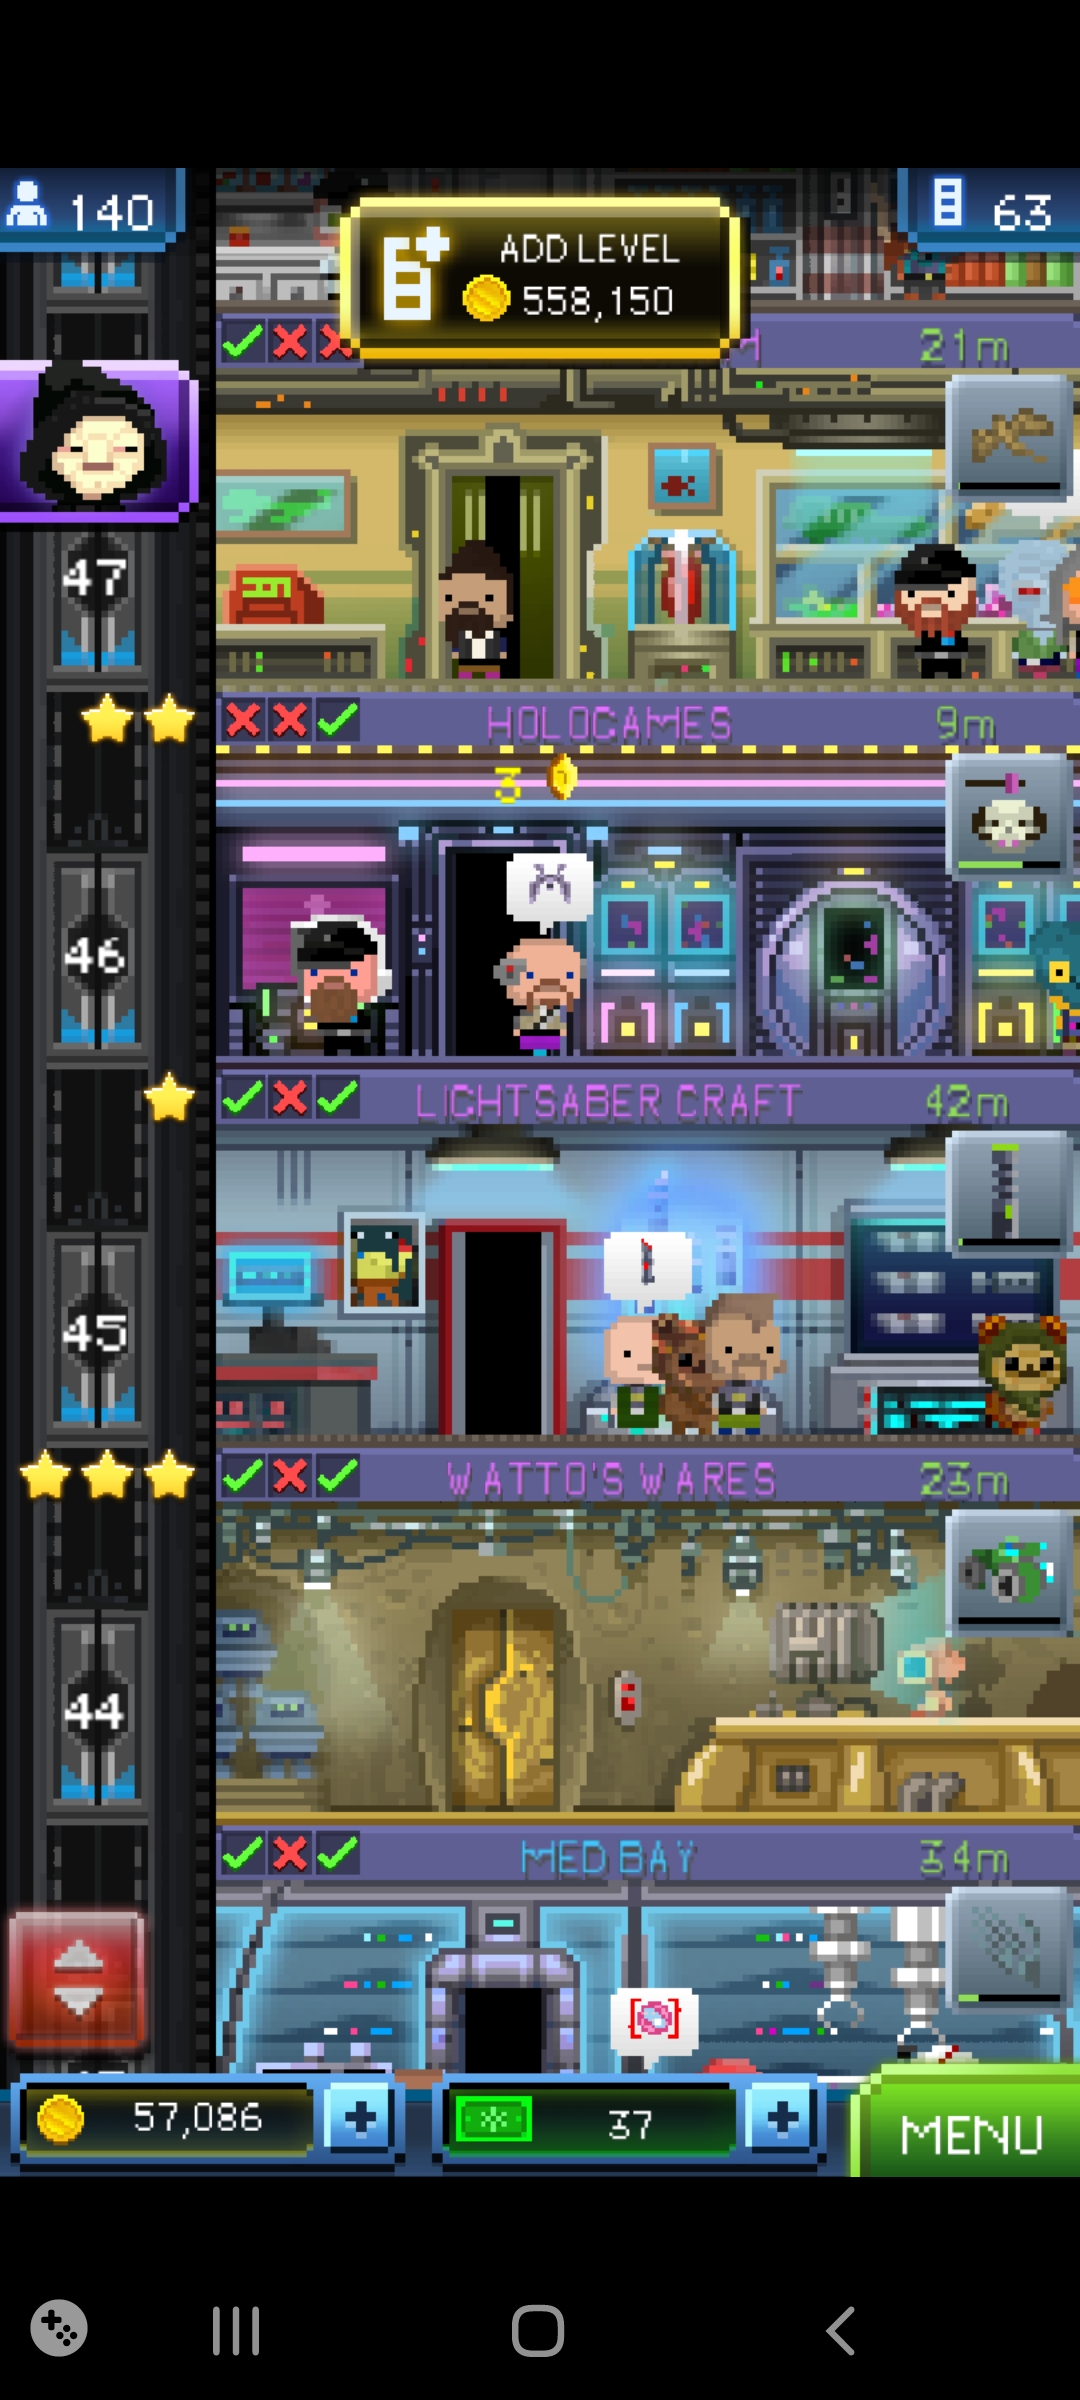 140
63
ADD LEVEL
558,150
21m
47
HOLOGAMES
9m
3
46
LIGHTSABER CRAFT
42m
45
WATTO'S WARES
23m
44
MED BAY
34m
57,086
37
MENU